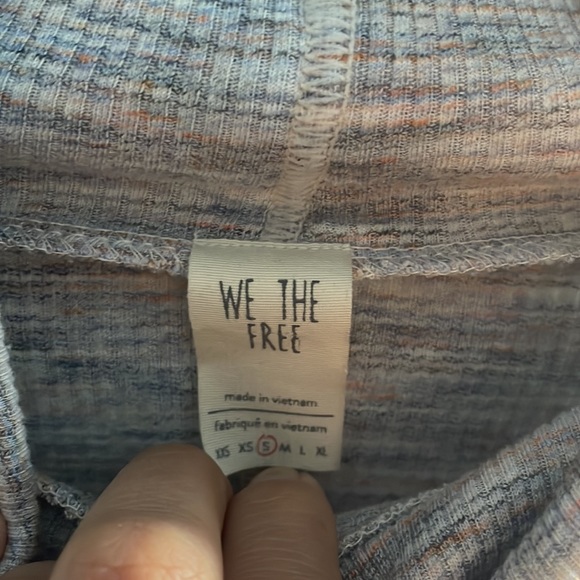 WE THE
FREE
made in vietnam
fabriqué en vietnam
XXS XS S M L XL